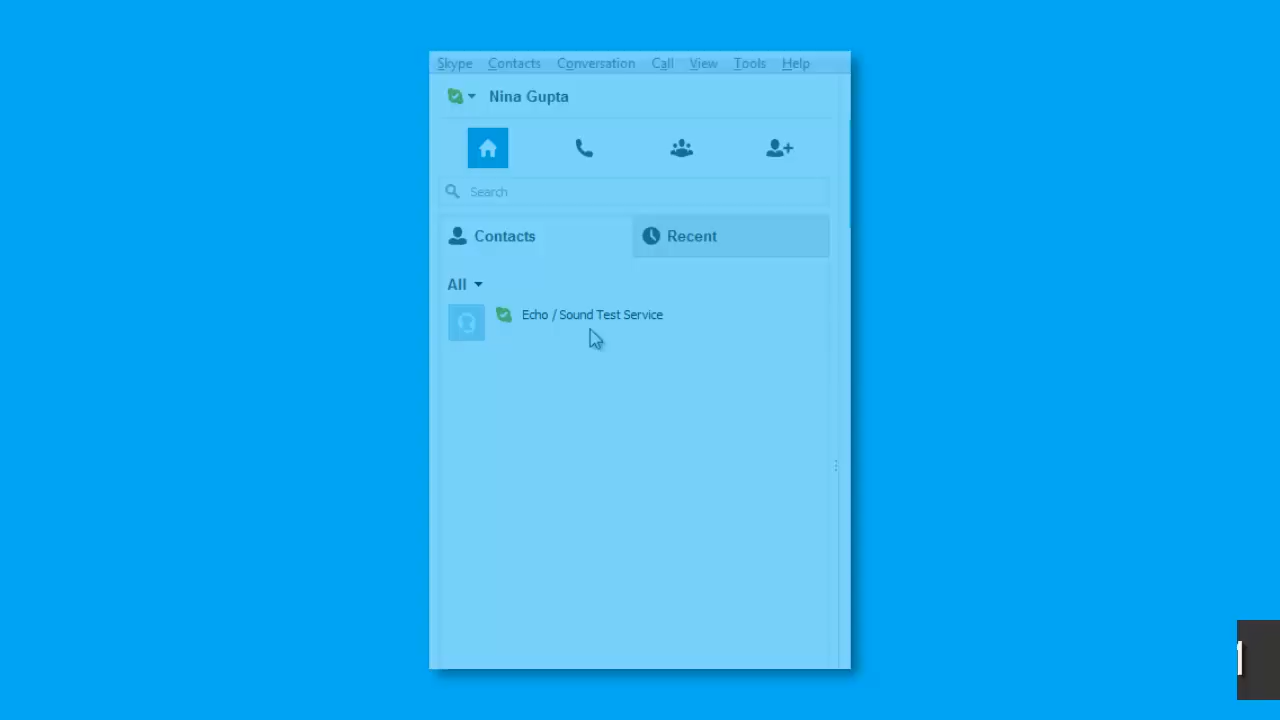 Skype Contacts Conversation Call View Tools Help
Nina Gupta
Search
Contacts Recent
All
Echo / Sound Test Service